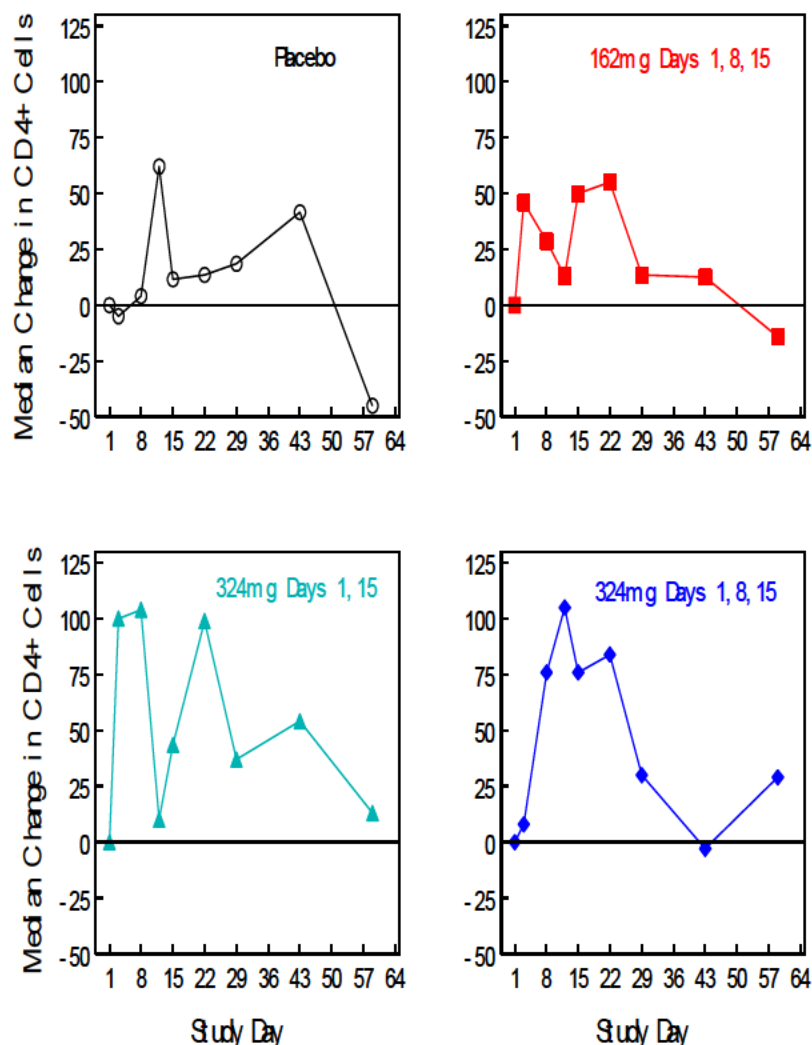 125
100
75
50
25
0
-25
-50
Median Change in CD4+ Cells
Placebo
1 8 15 22 29 36 43 50 57 64
125
100
75
50
25
0
-25
-50
162mg Days 1, 8, 15
1 8 15 22 29 36 43 50 57 64
125
100
75
50
25
0
-25
-50
Median Change in CD4+ Cells
324mg Days 1, 15
1 8 15 22 29 36 43 50 57 64
Study Day
125
100
75
50
25
0
-25
-50
324mg Days 1, 8, 15
1 8 15 22 29 36 43 50 57 64
Study Day